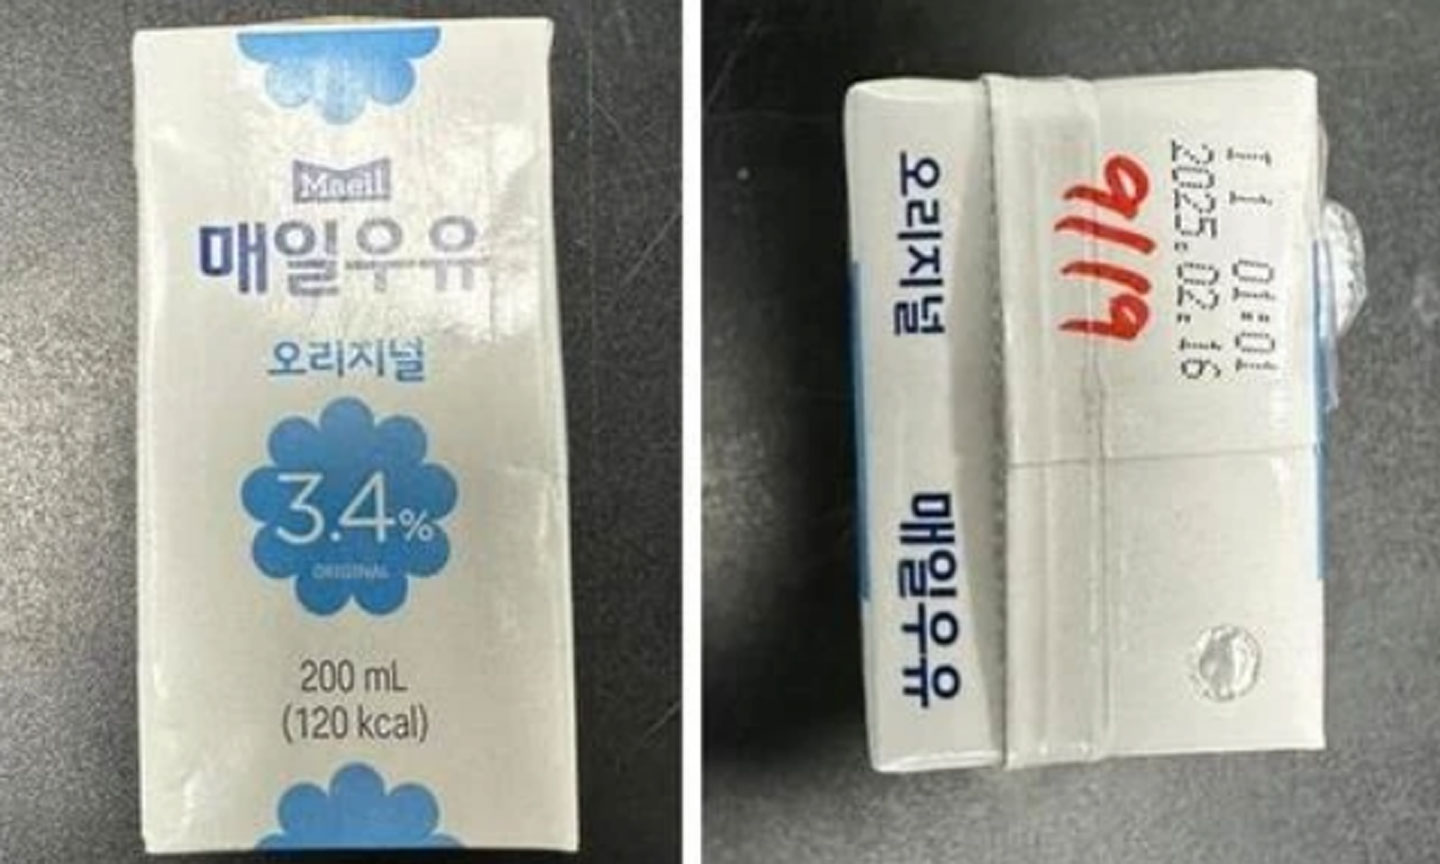 Maeil
매일우유
오리지널
3.4%
ORIGINAL
200 mL
(120 kcal)
1 1 01:01
2025.02.16
9/19
오리지널 매일우유